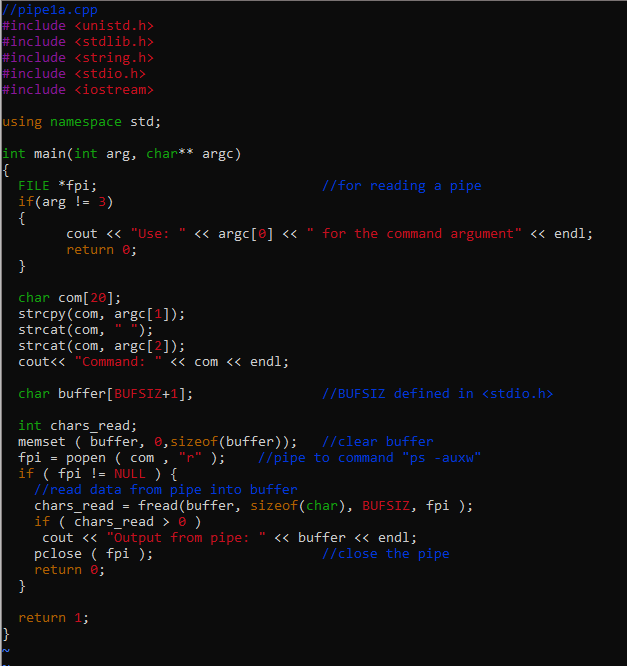 //pipe1a.cpp
#include <unistd.h>
#include <stdlib.h>
#include <string.h>
#include <stdio.h>
#include <iostream>

using namespace std;

int main(int arg, char** argc)
{
  FILE *fpi;                            //for reading a pipe
  if(arg != 3)
  {
        cout << "Use: " << argc[0] << " for the command argument" << endl;
        return 0;
  }

  char com[20];
  strcpy(com, argc[1]);
  strcat(com, " ");
  strcat(com, argc[2]);
  cout<< "Command: " << com << endl;

  char buffer[BUFSIZ+1];                //BUFSIZ defined in <stdio.h>

  int chars_read;
  memset ( buffer, 0,sizeof(buffer));   //clear buffer
  fpi = popen ( com , "r" );    //pipe to command "ps -auxw"
  if ( fpi != NULL ) {
    //read data from pipe into buffer
    chars_read = fread(buffer, sizeof(char), BUFSIZ, fpi );
    if ( chars_read > 0 )
     cout << "Output from pipe: " << buffer << endl;
    pclose ( fpi );                     //close the pipe
    return 0;
  }

  return 1;
}
~